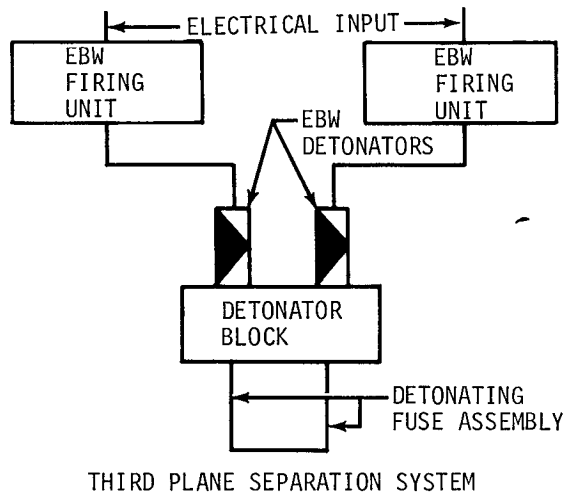 ELECTRICAL INPUT
EBW
FIRING
UNIT
EBW
FIRING
UNIT
EBW
DETONATORS
DETONATOR
BLOCK
DETONATING
FUSE ASSEMBLY
THIRD PLANE SEPARATION SYSTEM